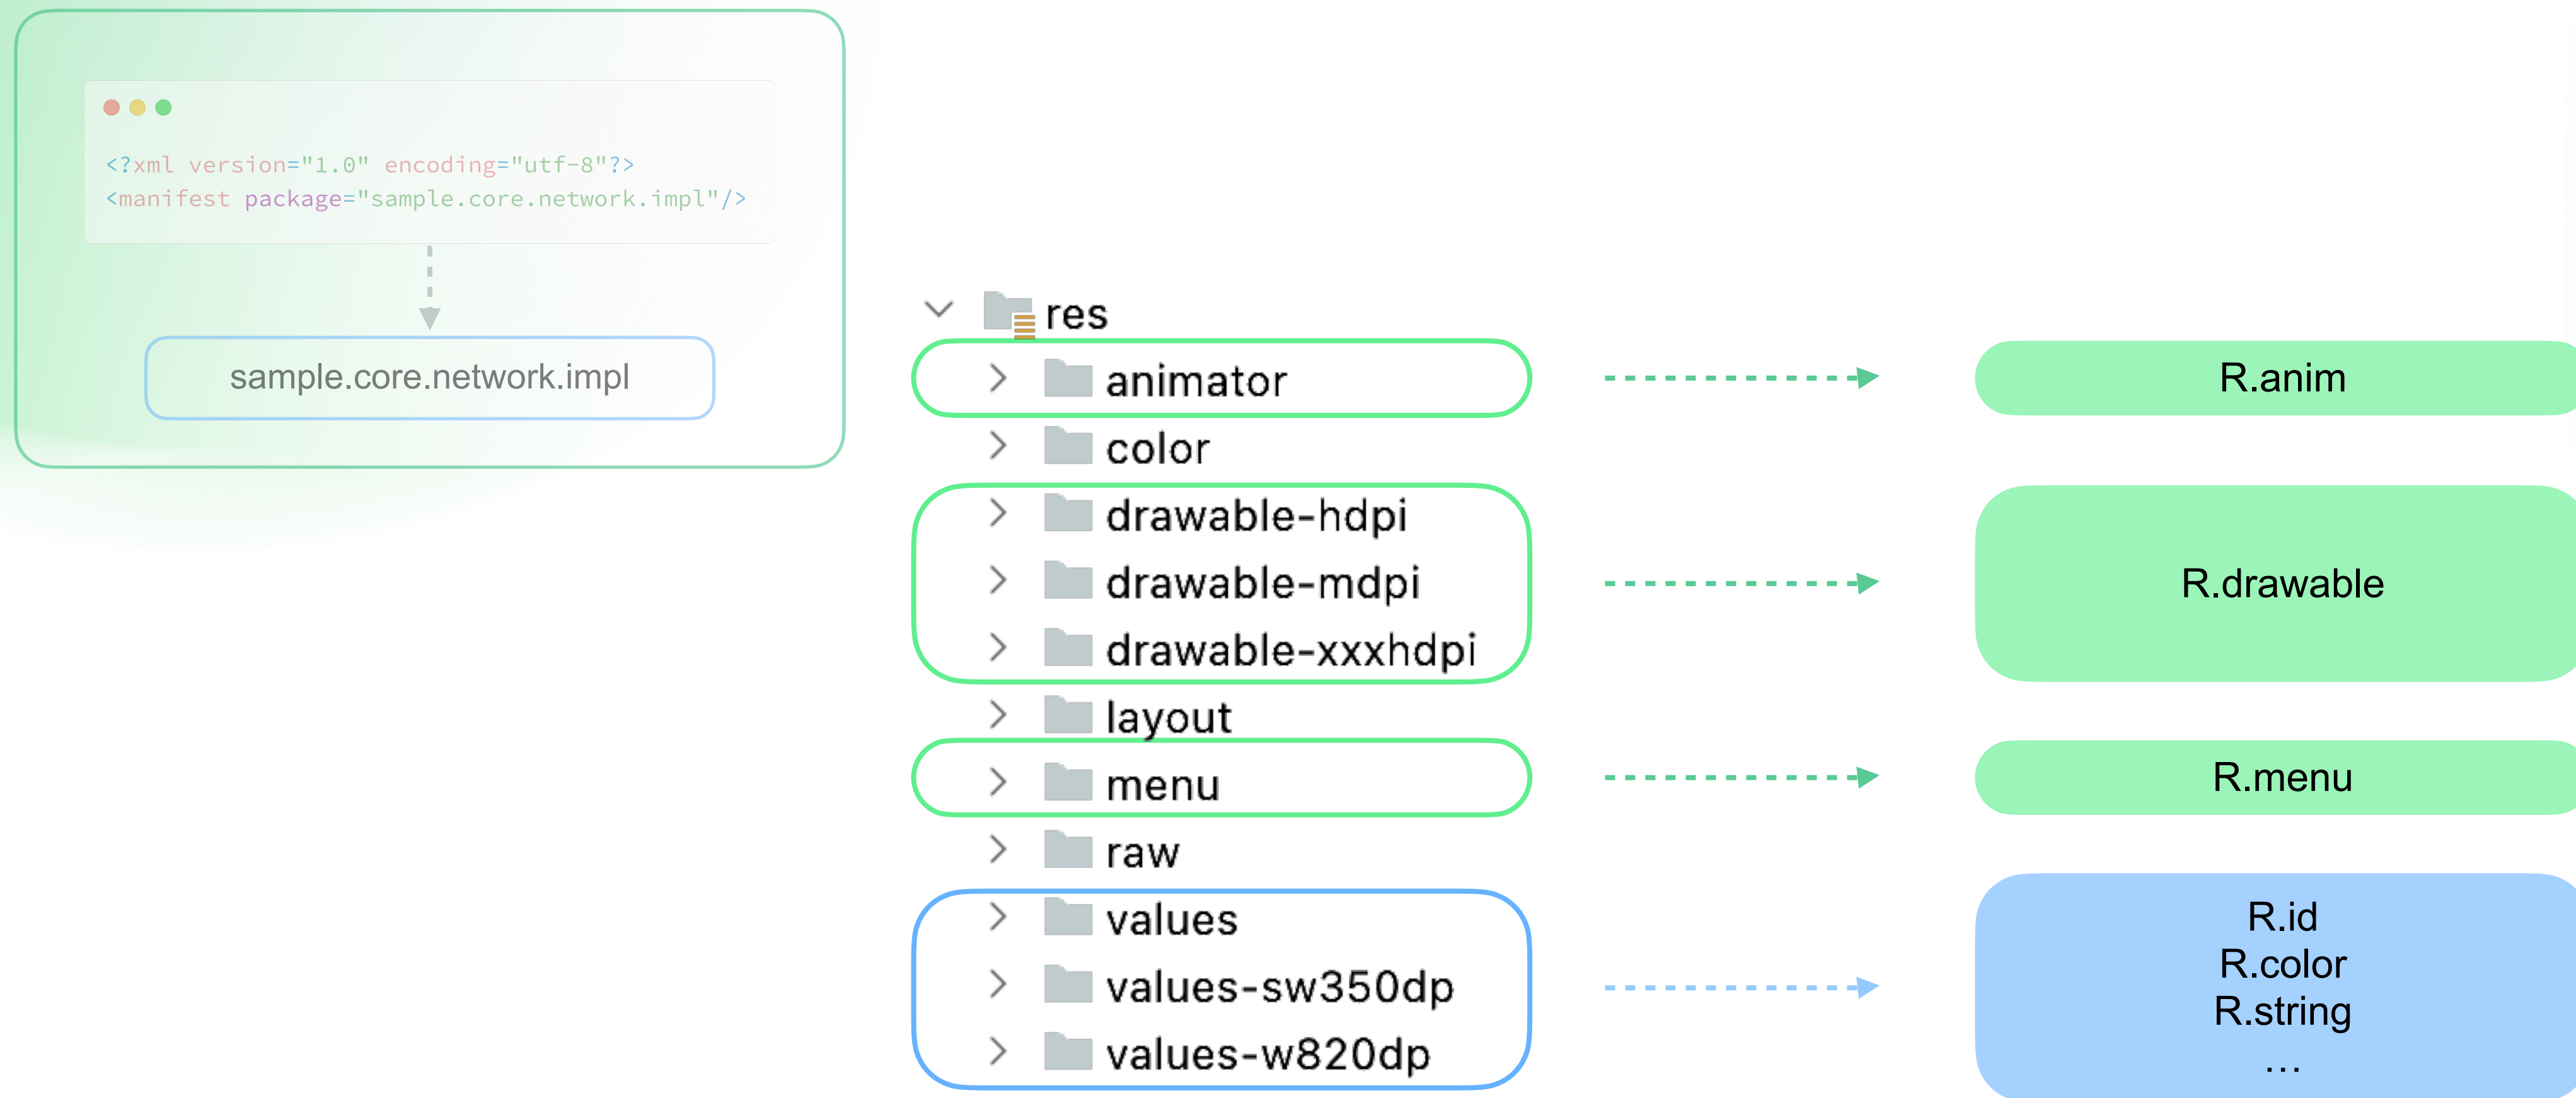 <?xml version="1.0" encoding="utf-8"?>
<manifest package="sample.core.network.impl"/>
sample.core.network.impl
res
animator
color
drawable-hdpi
drawable-mdpi
drawable-xxxhdpi
layout
menu
raw
values
values-sw350dp
values-w820dp
R.anim
R.drawable
R.menu
R.id
R.color
R.string
...